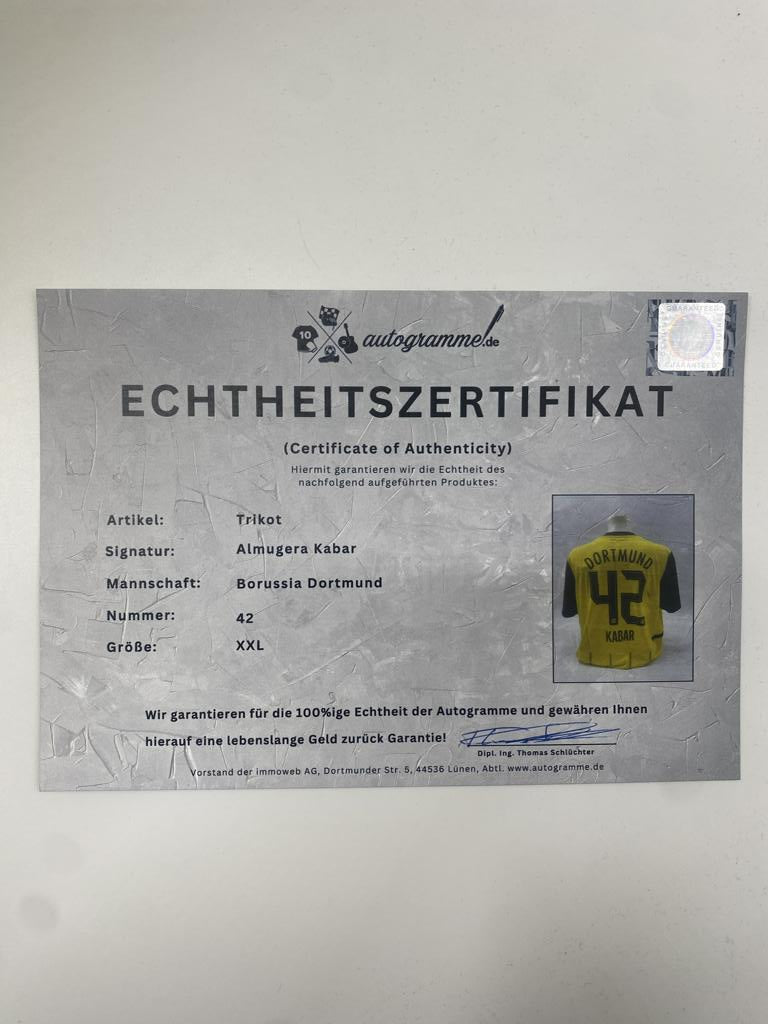 10
autogramme!.de
GUARANTEED
GUARANTEED
ECHTHEITSZERTIFIKAT
(Certificate of Authenticity)
Hiermit garantieren wir die Echtheit des
nachfolgend aufgeführten Produktes:
Artikel: Trikot
Signatur: Almugera Kabar
Mannschaft: Borussia Dortmund
Nummer: 42
Größe: XXL
DORTMUND
42
KABAR
Wir garantieren für die 100%ige Echtheit der Autogramme und gewähren Ihnen
hierauf eine lebenslange Geld zurück Garantie!
Dipl. Ing. Thomas Schlüchter
Vorstand der immoweb AG, Dortmunder Str. 5, 44536 Lünen, Abtl. www.autogramme.de